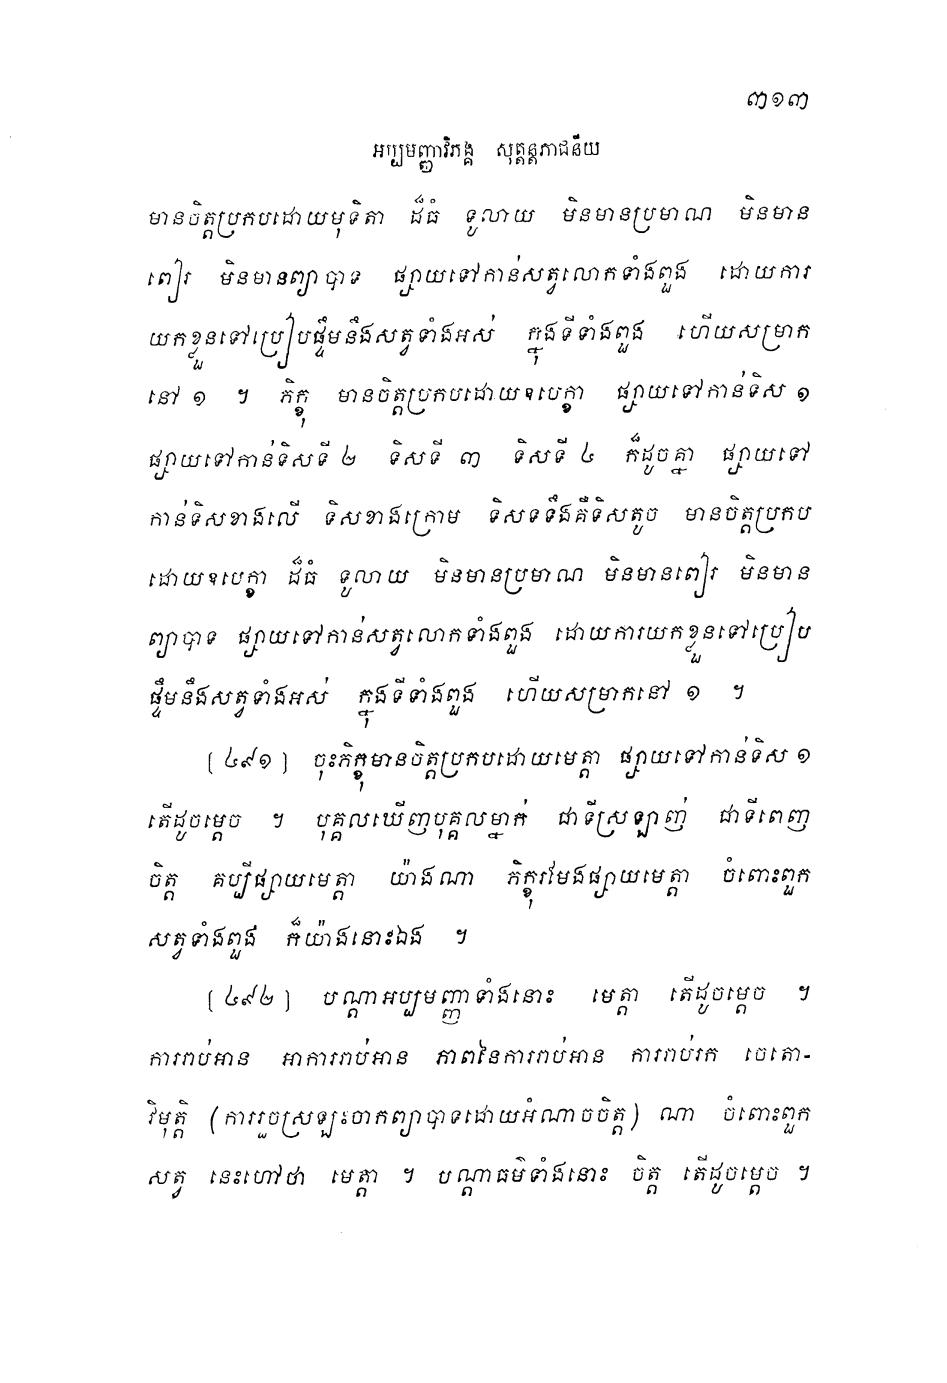 ៣១៣
អប្បមញ្ញាវិភង្គ សុត្តន្តភាជនីយ
មានចិត្តប្រកបដោយមុទិតា ដ៏ធំ ទូលាយ មិនមានប្រមាណ មិនមាន
ពៀរ មិនមានព្យាបាទ ផ្សាយទៅកាន់សត្វលោកទាំងពួង ដោយការ
យកខ្លួនទៅប្រៀបផ្ទឹមនឹងសត្វទាំងអស់ ក្នុងទីទាំងពួង ហើយសម្រាក
នៅ ១ ។ ភិក្ខុ មានចិត្តប្រកបដោយឧបេក្ខា ផ្សាយទៅកាន់ទិស ១
ផ្សាយទៅកាន់ទិសទី ២ ទិសទី ៣ ទិសទី ៤ ក៏ដូចគ្នា ផ្សាយទៅ
កាន់ទិសខាងលើ ទិសខាងក្រោម ទិសទទឹងគឺទិសតូច មានចិត្តប្រកប
ដោយឧបេក្ខា ដ៏ធំ ទូលាយ មិនមានប្រមាណ មិនមានពៀរ មិនមាន
ព្យាបាទ ផ្សាយទៅកាន់សត្វលោកទាំងពួង ដោយការយកខ្លួនទៅប្រៀប
ផ្ទឹមនឹងសត្វទាំងអស់ ក្នុងទីទាំងពួង ហើយសម្រាកនៅ ១ ។
(៤៩១) ចុះភិក្ខុមានចិត្តប្រកបដោយមេត្តា ផ្សាយទៅកាន់ទិស ១
តើដូចម្តេច ។ បុគ្គលឃើញបុគ្គលម្នាក់ ជាទីស្រឡាញ់ ជាទីពេញ
ចិត្ត គប្បីផ្សាយមេត្តា យ៉ាងណា ភិក្ខុរមែងផ្សាយមេត្តា ចំពោះពួក
សត្វទាំងពួង ក៏យ៉ាងនោះឯង ។
(៤៩២) បណ្តាអប្បមញ្ញាទាំងនោះ មេត្តា តើដូចម្តេច ។
ការរាប់អាន អាការរាប់អាន ភាពនៃការរាប់អាន ការរាប់រក ចេតោ-
វិមុត្តិ (ការរួចស្រឡះចាកព្យាបាទដោយអំណាចចិត្ត) ណា ចំពោះពួក
សត្វ នេះហៅថា មេត្តា ។ បណ្តាធម៌ទាំងនោះ ចិត្ត តើដូចម្តេច ។